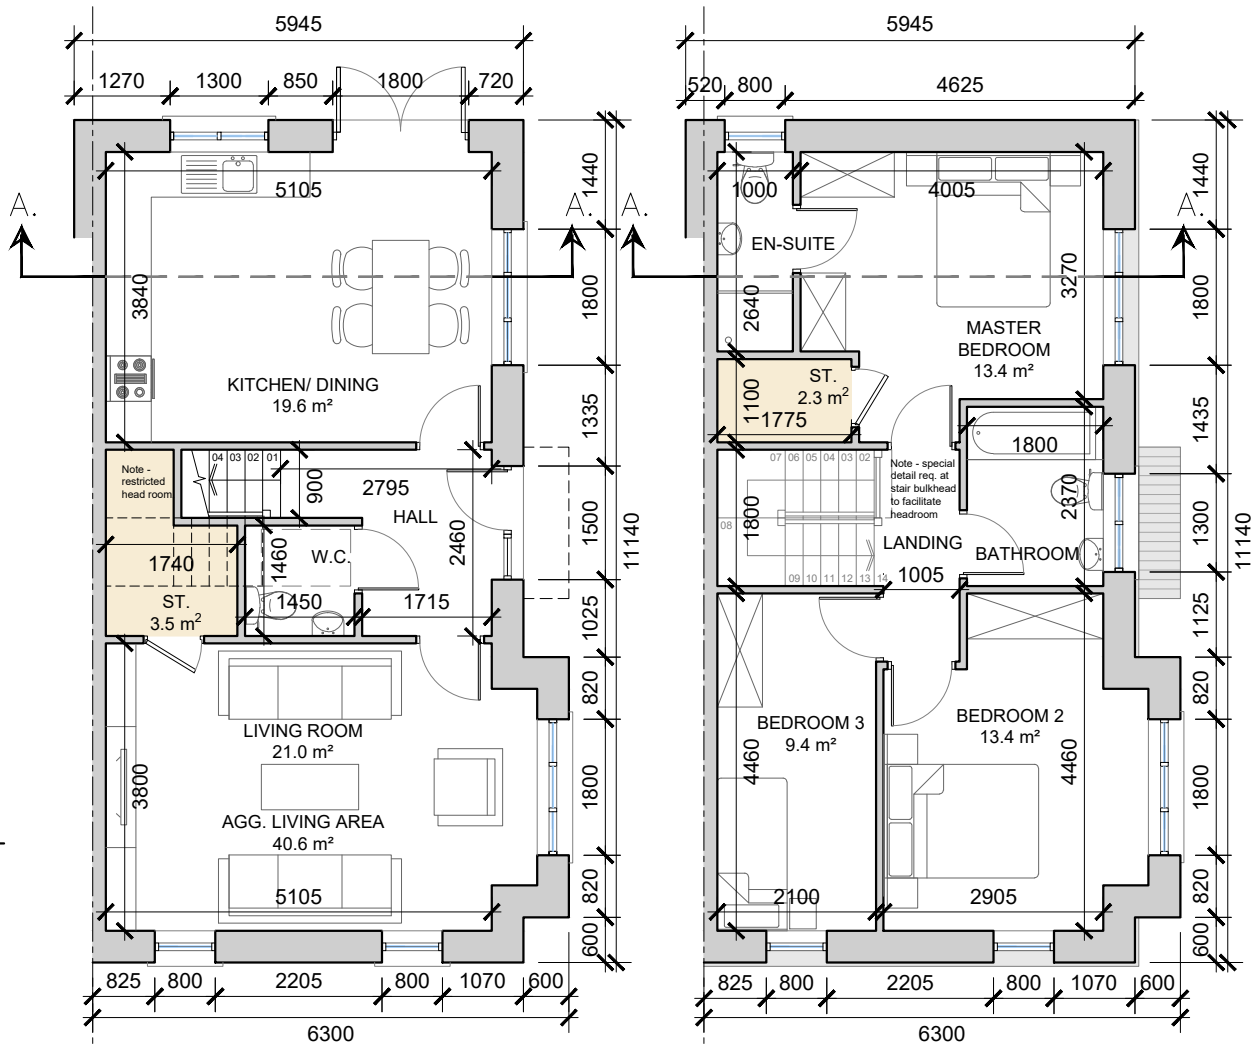 5945
1270 1300 850 1800 720
1440
1800
1335
1500
11140
1025
820
1800
820
600
A. A.
5105
3840
KITCHEN/ DINING
19.6 m²
Note -
restricted
head room
04 03 02 01
900
2795
HALL
2460
W.C.
1460
1740
ST.
3.5 m²
1450 1715
LIVING ROOM
21.0 m²
3800
AGG. LIVING AREA
40.6 m²
5105
825 800 2205 800 1070 600
6300
5945
520 800 4625
1440
1800
1435
1300
11140
1125
820
1800
820
600
A. A.
1000 4005
EN-SUITE
2640
3270
MASTER
BEDROOM
13.4 m²
ST.
2.3 m²
1100
1775
1800
2370
07 06 05 04 03 02
Note - special
detail req. at
stair bulkhead
to facilitate
headroom
1800
08
LANDING
BATHROOM
09 10 11 12 13 14
1005
BEDROOM 3
9.4 m²
4460
BEDROOM 2
13.4 m²
4460
2100 2905
825 800 2205 800 1070 600
6300